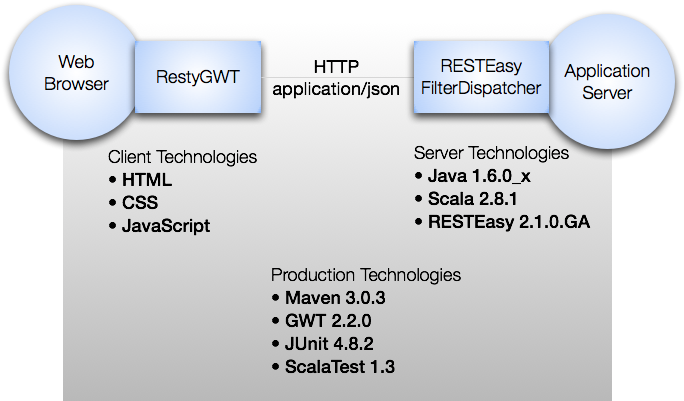 Web
Browser
RestyGWT
HTTP
application/json
RESTEasy
FilterDispatcher
Application
Server
Client Technologies
• HTML
• CSS
• JavaScript
Server Technologies
• Java 1.6.0_x
• Scala 2.8.1
• RESTEasy 2.1.0.GA
Production Technologies
• Maven 3.0.3
• GWT 2.2.0
• JUnit 4.8.2
• ScalaTest 1.3